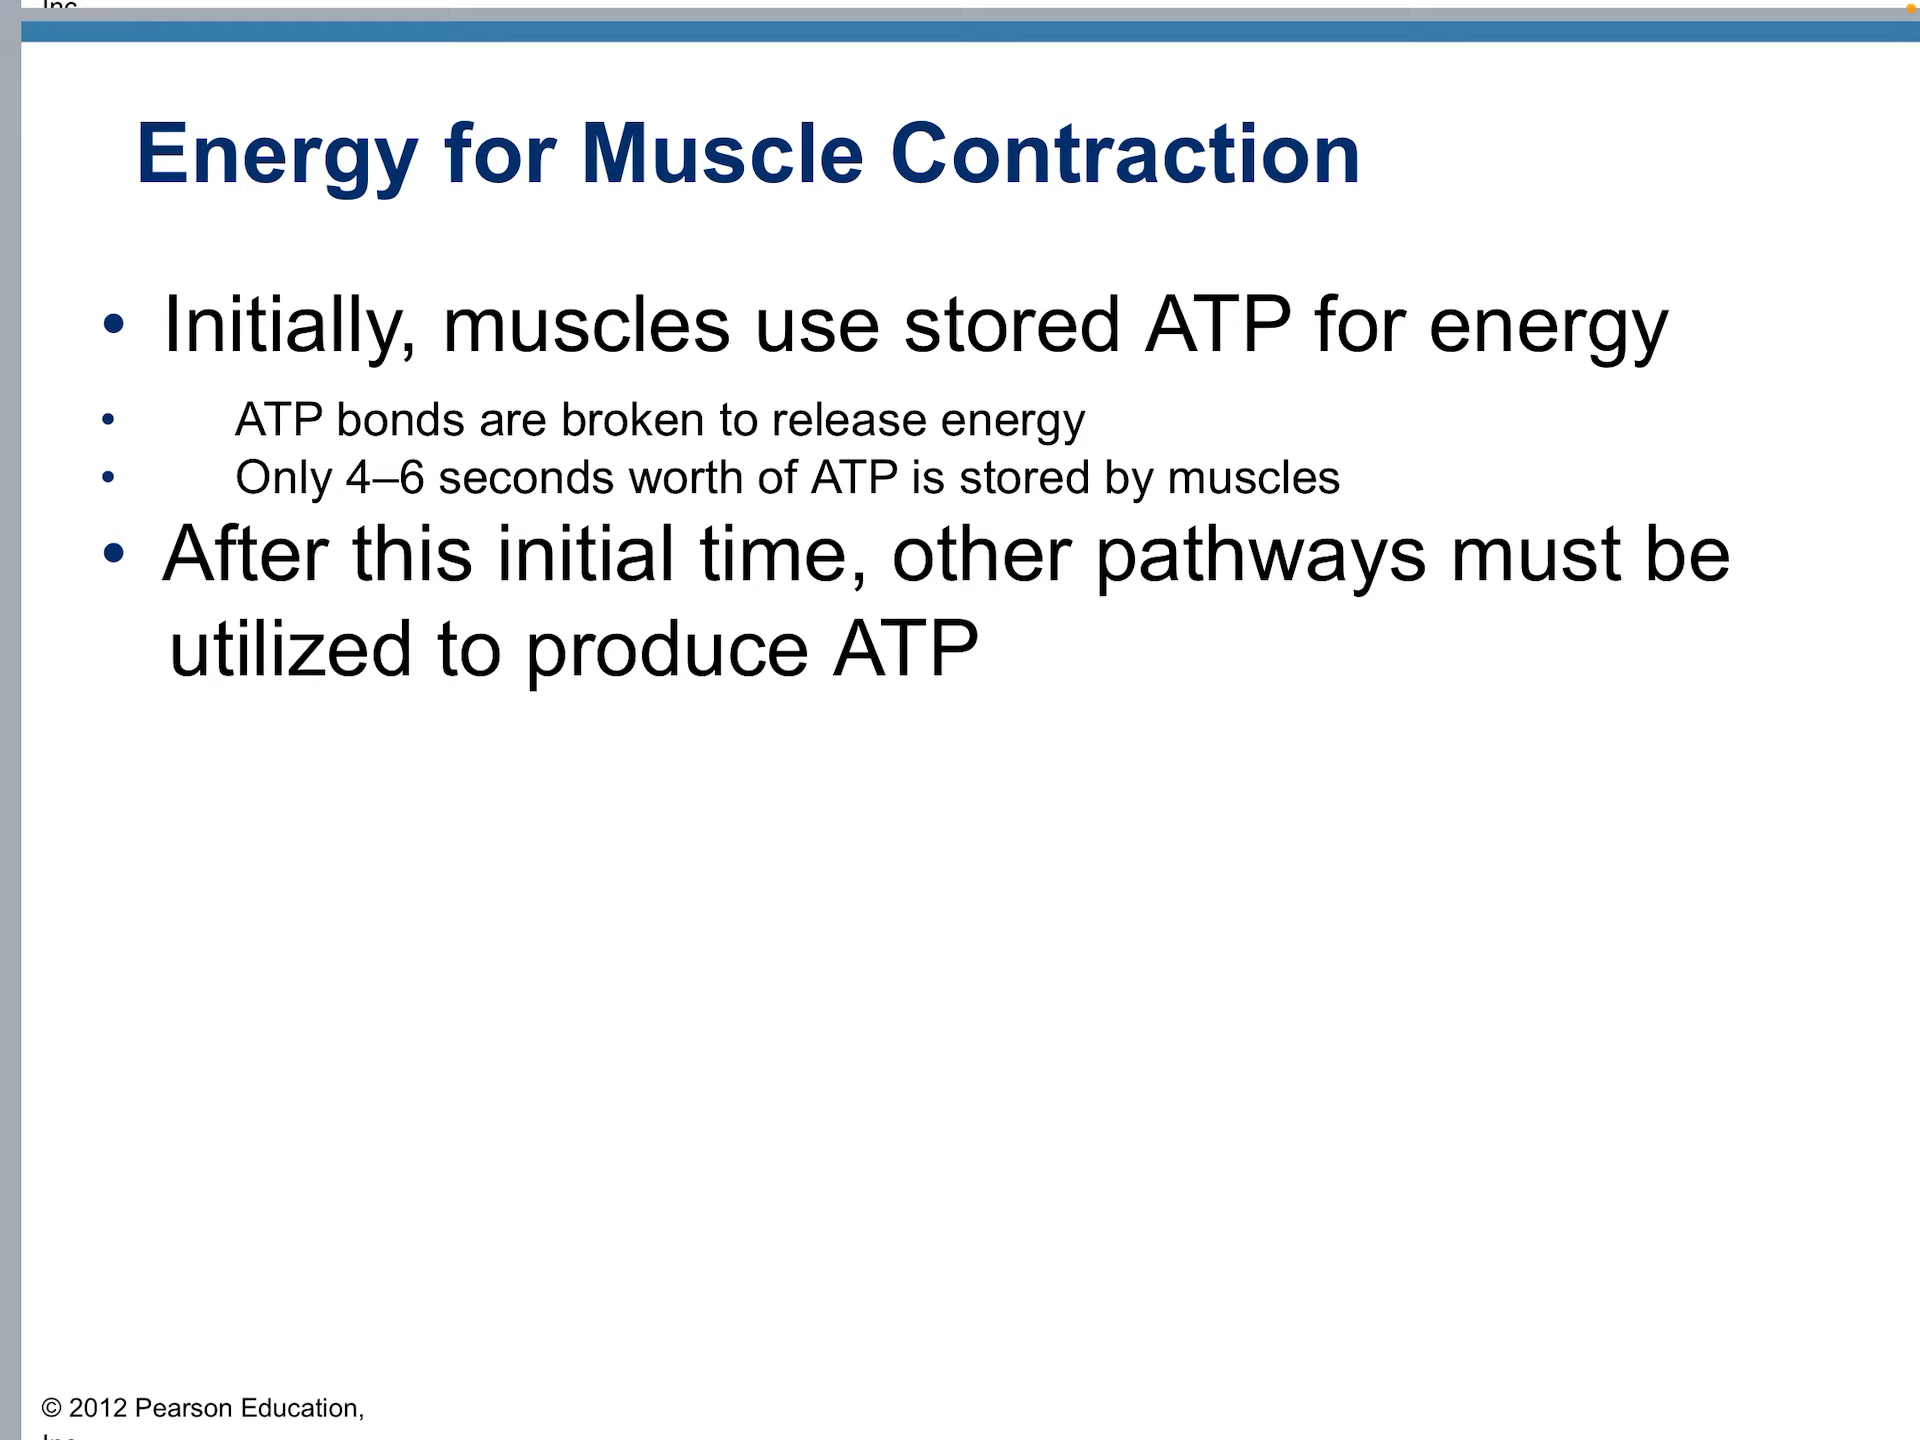 Energy for Muscle Contraction
• Initially, muscles use stored ATP for energy
• ATP bonds are broken to release energy
• Only 4–6 seconds worth of ATP is stored by muscles
• After this initial time, other pathways must be
utilized to produce ATP
© 2012 Pearson Education,